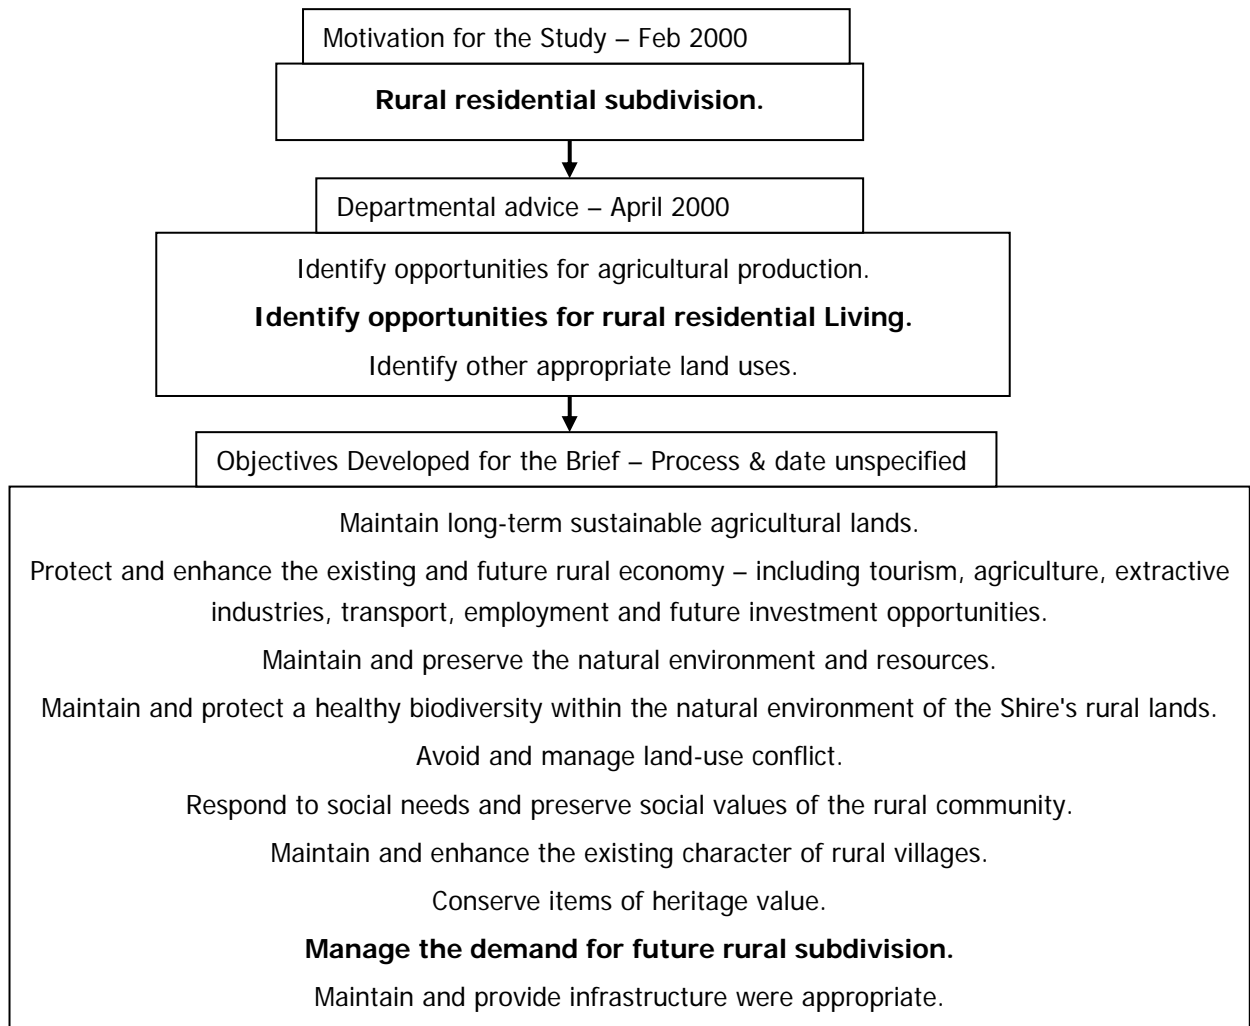 Motivation for the Study – Feb 2000
Rural residential subdivision.
Departmental advice – April 2000
Identify opportunities for agricultural production.
Identify opportunities for rural residential Living.
Identify other appropriate land uses.
Objectives Developed for the Brief – Process & date unspecified
Maintain long-term sustainable agricultural lands.
Protect and enhance the existing and future rural economy – including tourism, agriculture, extractive
industries, transport, employment and future investment opportunities.
Maintain and preserve the natural environment and resources.
Maintain and protect a healthy biodiversity within the natural environment of the Shire's rural lands.
Avoid and manage land-use conflict.
Respond to social needs and preserve social values of the rural community.
Maintain and enhance the existing character of rural villages.
Conserve items of heritage value.
Manage the demand for future rural subdivision.
Maintain and provide infrastructure were appropriate.